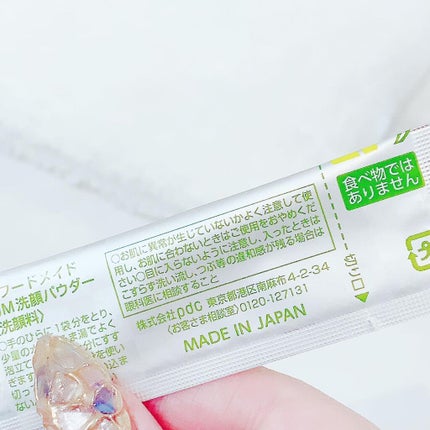 フードメイド
M洗顔パウダー
洗顔料〉
○お肌に異常が生じていないかよく注意して使
用し、お肌に合わないときはご使用をおやめくだ
さい○目に入らないように注意し、入ったときは
こすらず洗い流し、つぶ等の違和感が残る場合は
眼科医に相談すること
株式会社pdc 東京都港区南麻布4-2-34
(お客さま相談室)0120-127131
MADE IN JAPAN
切り口
食べ物では
ありません
プ